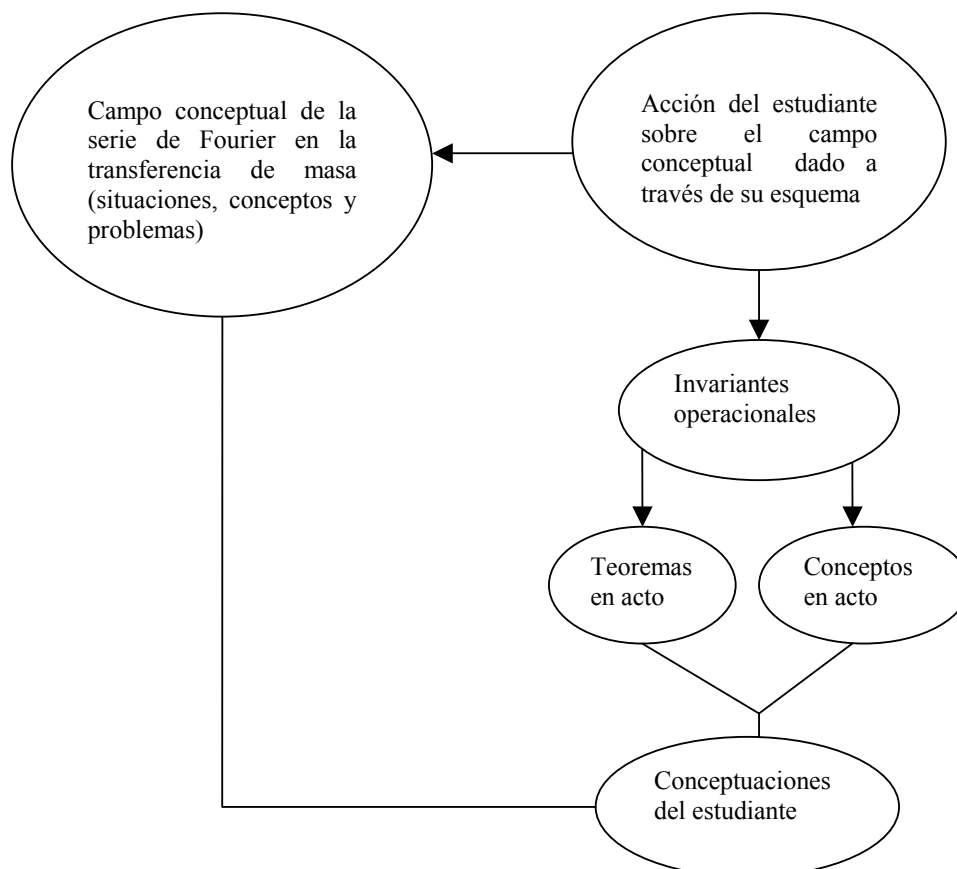 Campo conceptual de la
serie de Fourier en la
transferencia de masa
(situaciones, conceptos y
problemas)
Acción del estudiante
sobre el campo
conceptual dado a
través de su esquema
Invariantes
operacionales
Teoremas
en acto
Conceptos
en acto
Conceptuaciones
del estudiante